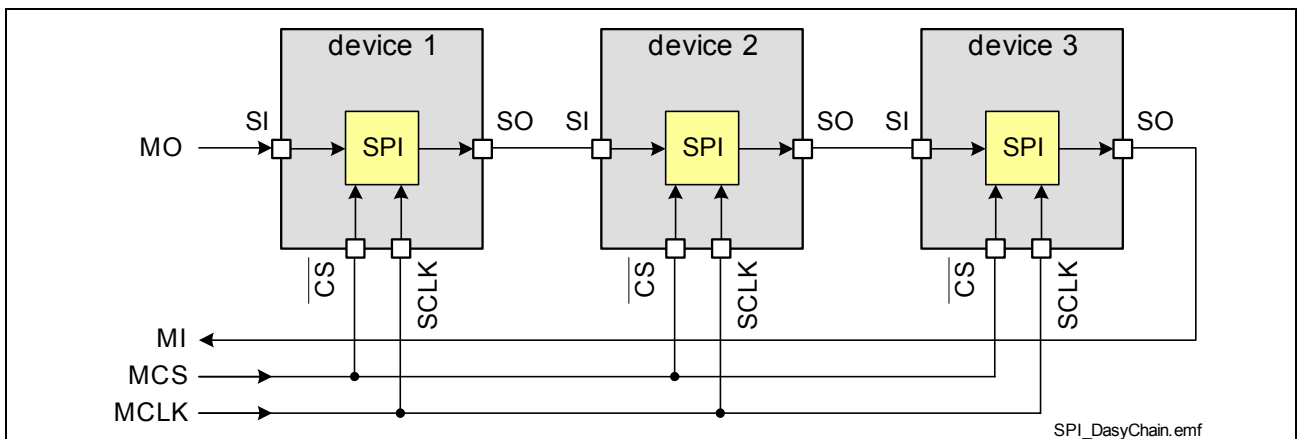 device 1
device 2
device 3
MO
SI
SPI
SO
SI
SPI
SO
SI
SPI
SO
CS
SCLK
CS
SCLK
CS
SCLK
MI
MCS
MCLK
SPI_DasyChain.emf